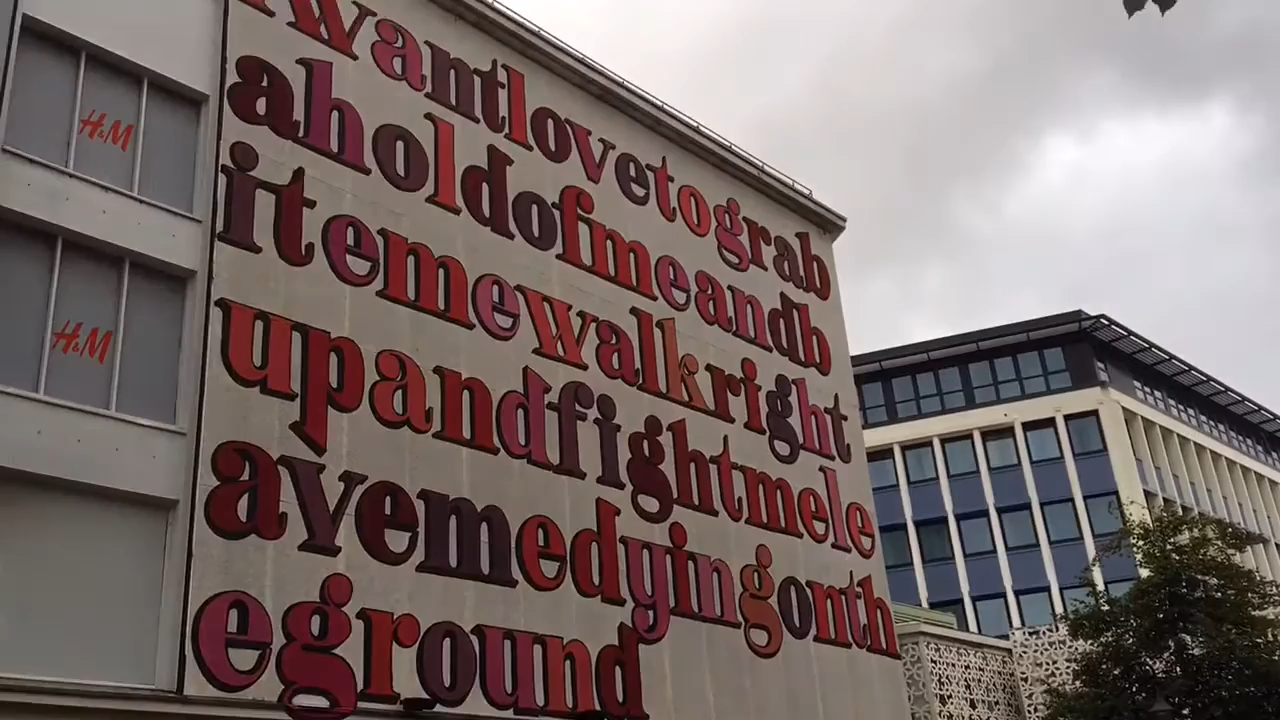 iwantlovetograb
aholdofmeandb
itemewalkright
upandfightmele
avemedyingonth
eground
H&M
H&M